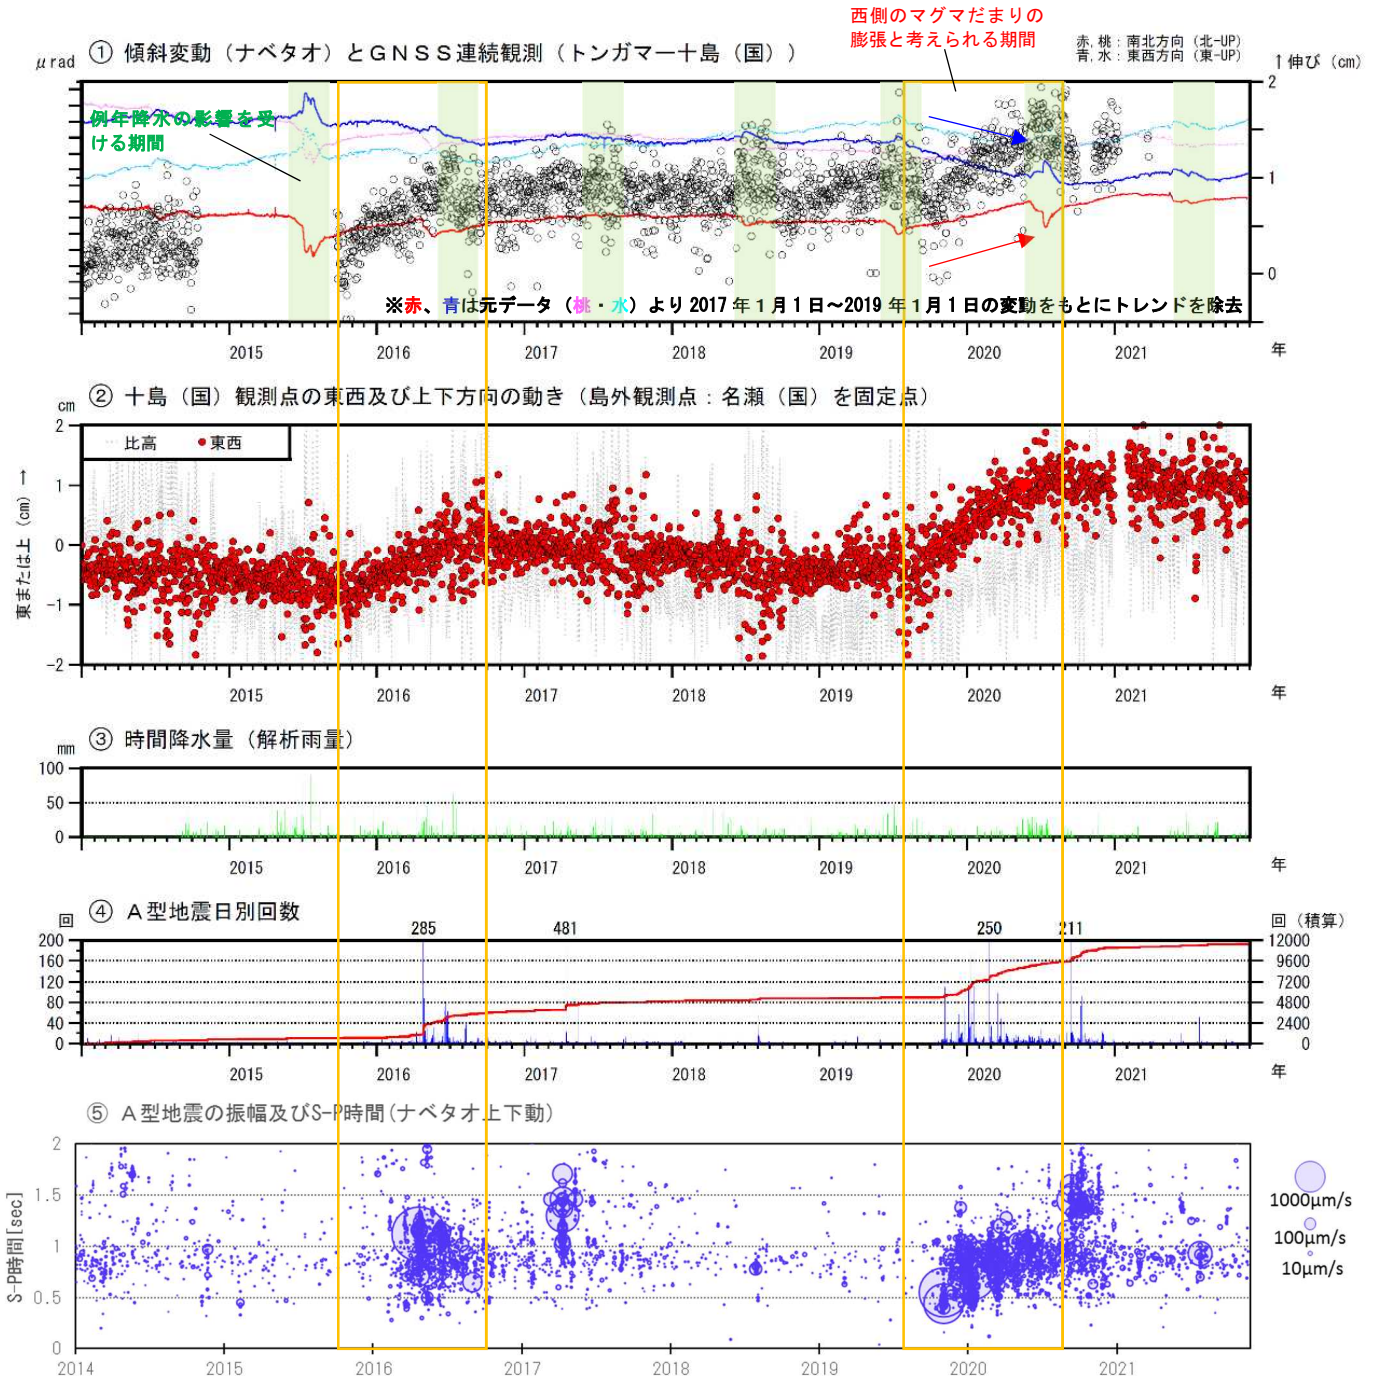 西側のマグマだまりの
膨張と考えられる期間
① 傾斜変動（ナベタオ）とＧＮＳＳ連続観測（トンガマー十島（国））
赤, 桃：南北方向（北-UP）
青, 水：東西方向（東-UP）
μrad
↑伸び（cm）
例年降水の影響を受
ける期間
2
1
0
※赤、青は元データ（桃・水）より 2017 年 1 月 1 日～2019 年 1 月 1 日の変動をもとにトレンドを除去
2015 2016 2017 2018 2019 2020 2021 年
② 十島（国）観測点の東西及び上下方向の動き（島外観測点：名瀬（国）を固定点）
cm
東または上（cm）→
比高 東西
2
1
0
-1
-2
2015 2016 2017 2018 2019 2020 2021 年
③ 時間降水量（解析雨量）
mm
100
50
0
2015 2016 2017 2018 2019 2020 2021 年
④ Ａ型地震日別回数
回
回（積算）
285 481 250 211
200 12000
160 9600
120 7200
80 4800
40 2400
0 0
2015 2016 2017 2018 2019 2020 2021 年
⑤ Ａ型地震の振幅及びS-P時間(ナベタオ上下動)
S-P時間[sec]
2
1.5
1
0.5
0
1000μm/s
100μm/s
10μm/s
2014 2015 2016 2017 2018 2019 2020 2021